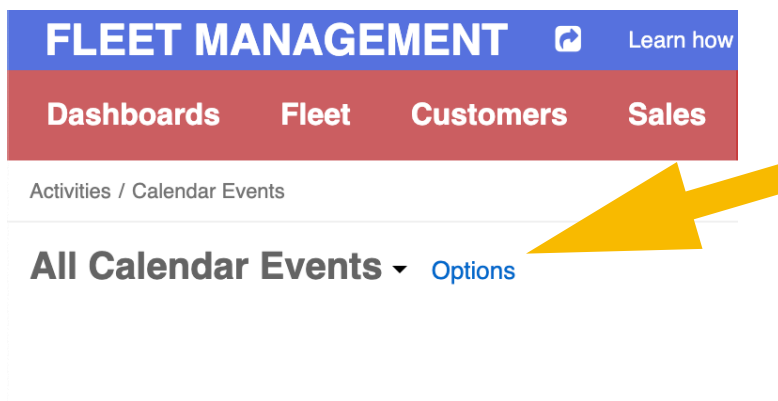 FLEET MANAGEMENT Learn how
Dashboards Fleet Customers Sales
Activities / Calendar Events
All Calendar Events Options